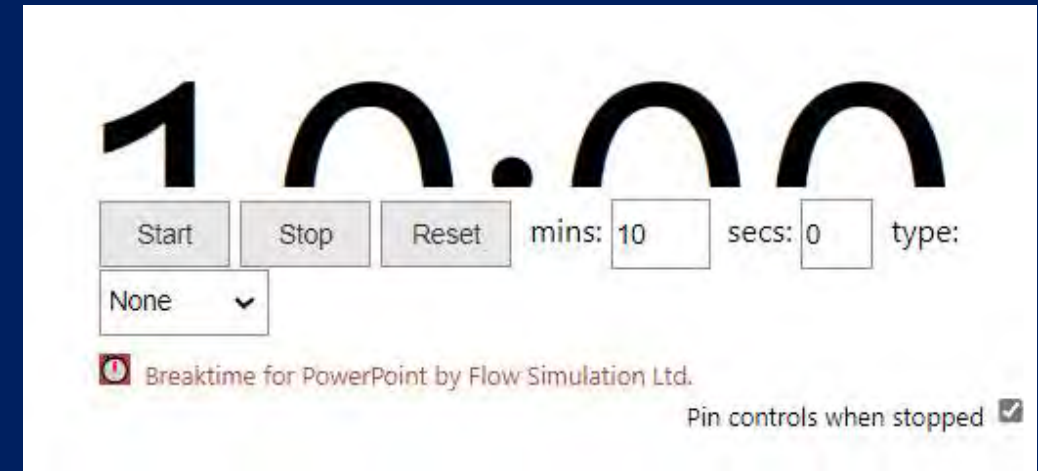 10:00
Start Stop Reset mins: 10 secs: 0 type:
None
Breaktime for PowerPoint by Flow Simulation Ltd.
Pin controls when stopped